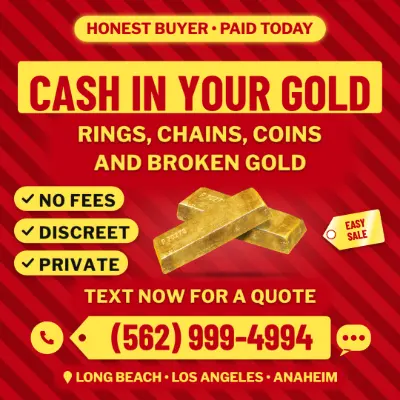 HONEST BUYER • PAID TODAY
CASH IN YOUR GOLD
RINGS, CHAINS, COINS
AND BROKEN GOLD
NO FEES
DISCREET
PRIVATE
EASY
SALE
TEXT NOW FOR A QUOTE
(562) 999-4994
LONG BEACH • LOS ANGELES • ANAHEIM